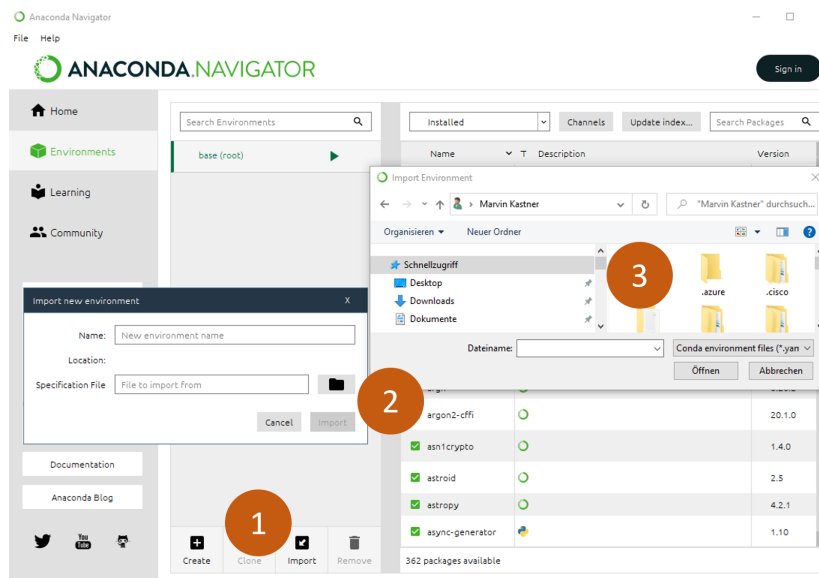 Anaconda Navigator
File Help
ANACONDA.NAVIGATOR
Sign in
Home
Environments
Learning
Community
Documentation
Anaconda Blog
You
Tube
Search Environments
base (root)
Create
Clone
Import
Remove
1
Installed
Channels
Update index...
Search Packages
Name
T
Description
Version
argon2-cffi
20.1.0
asn1crypto
1.4.0
astroid
2.5
astropy
4.2.1
async-generator
1.10
362 packages available
Import new environment
X
Name:
New environment name
Location:
Specification File
File to import from
Cancel
Import
2
Import Environment
Marvin Kastner
"Marvin Kastner" durchsuch...
Organisieren
Neuer Ordner
Schnellzugriff
Desktop
Downloads
Dokumente
3
.azure
.cisco
Dateiname:
Conda environment files (*.yan
Öffnen
Abbrechen